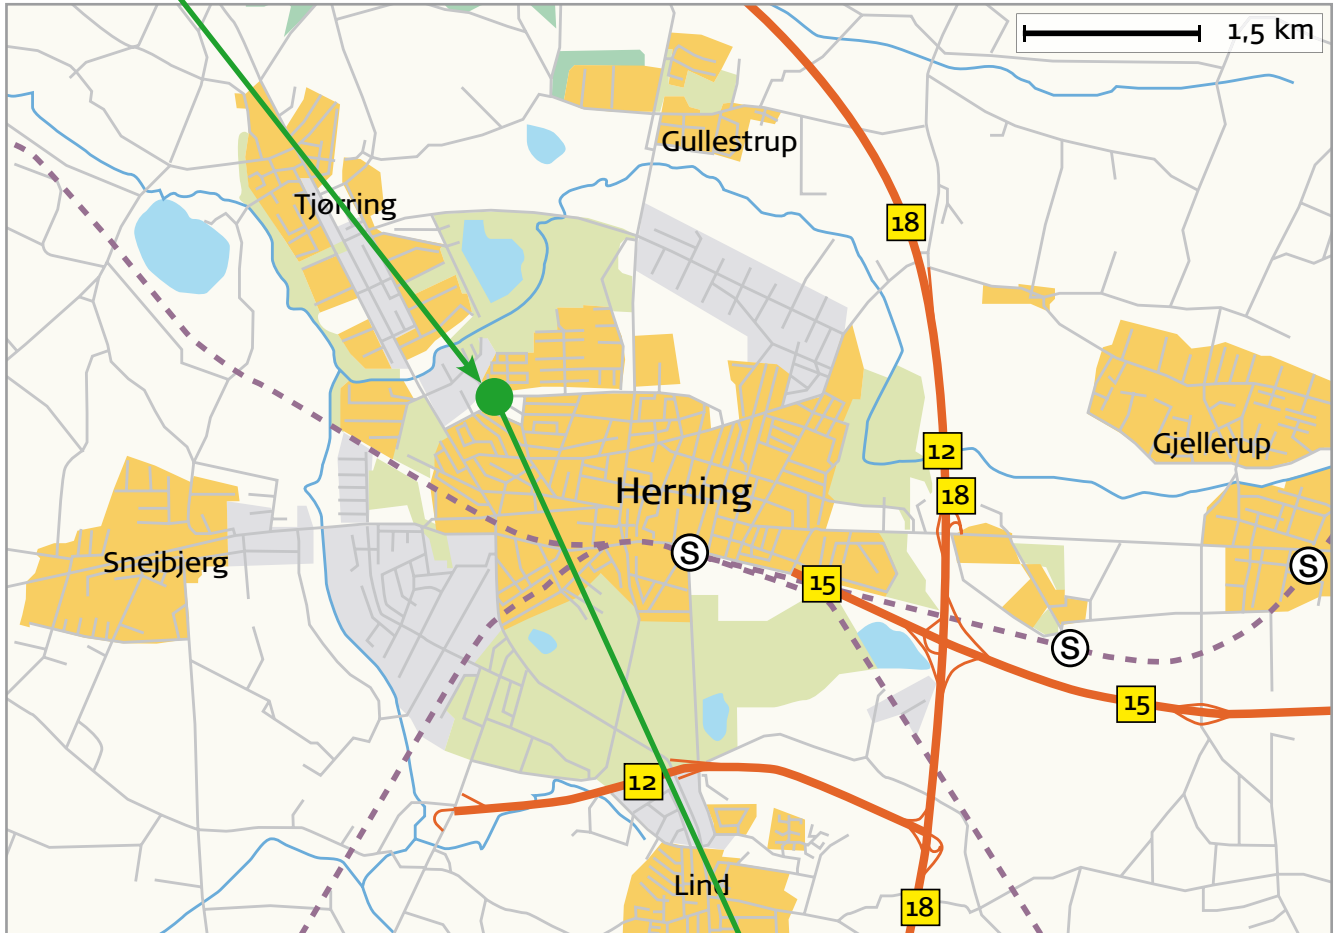 1,5 km
Gullestrup
Tjørring
18
12
Gjellerup
Herning
18
Snejbjerg
S
S
15
S
15
12
Lind
18